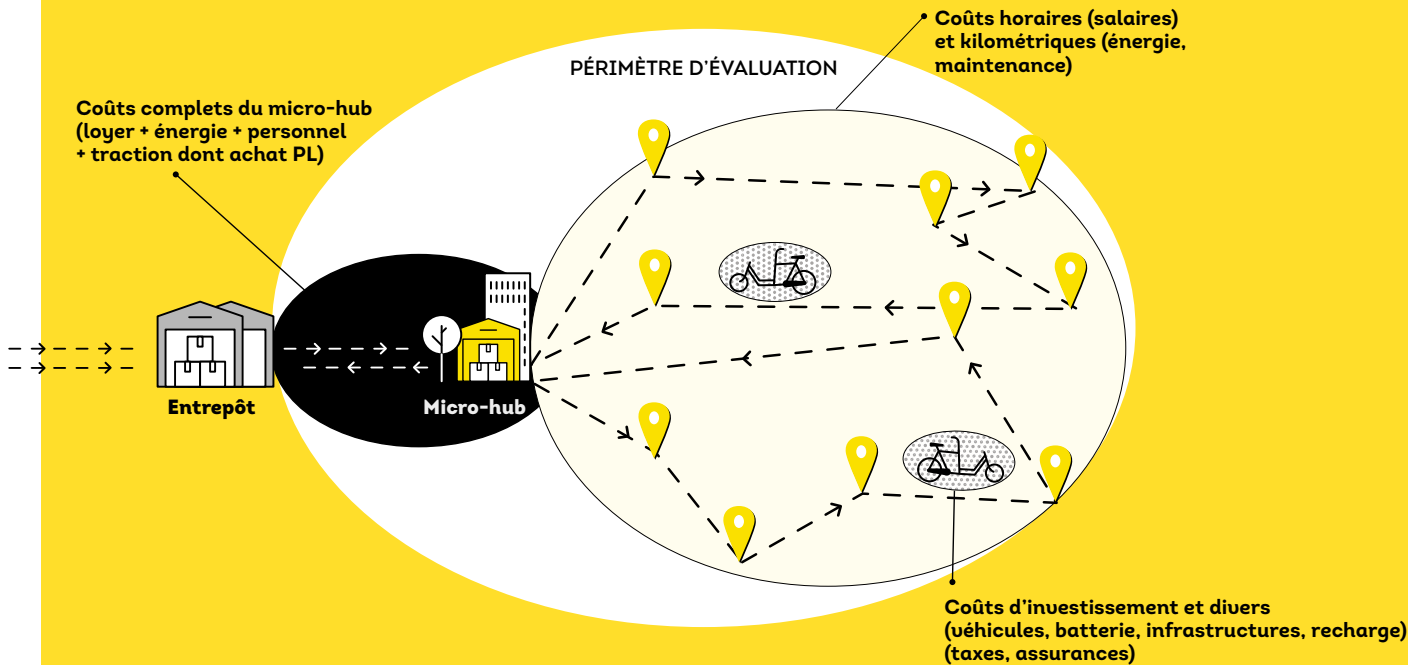 Coûts horaires (salaires)
et kilométriques (énergie,
maintenance)
PÉRIMÈTRE D'ÉVALUATION
Coûts complets du micro-hub
(loyer + énergie + personnel
+ traction dont achat PL)
Entrepôt
Micro-hub
Coûts d'investissement et divers
(véhicules, batterie, infrastructures, recharge)
(taxes, assurances)